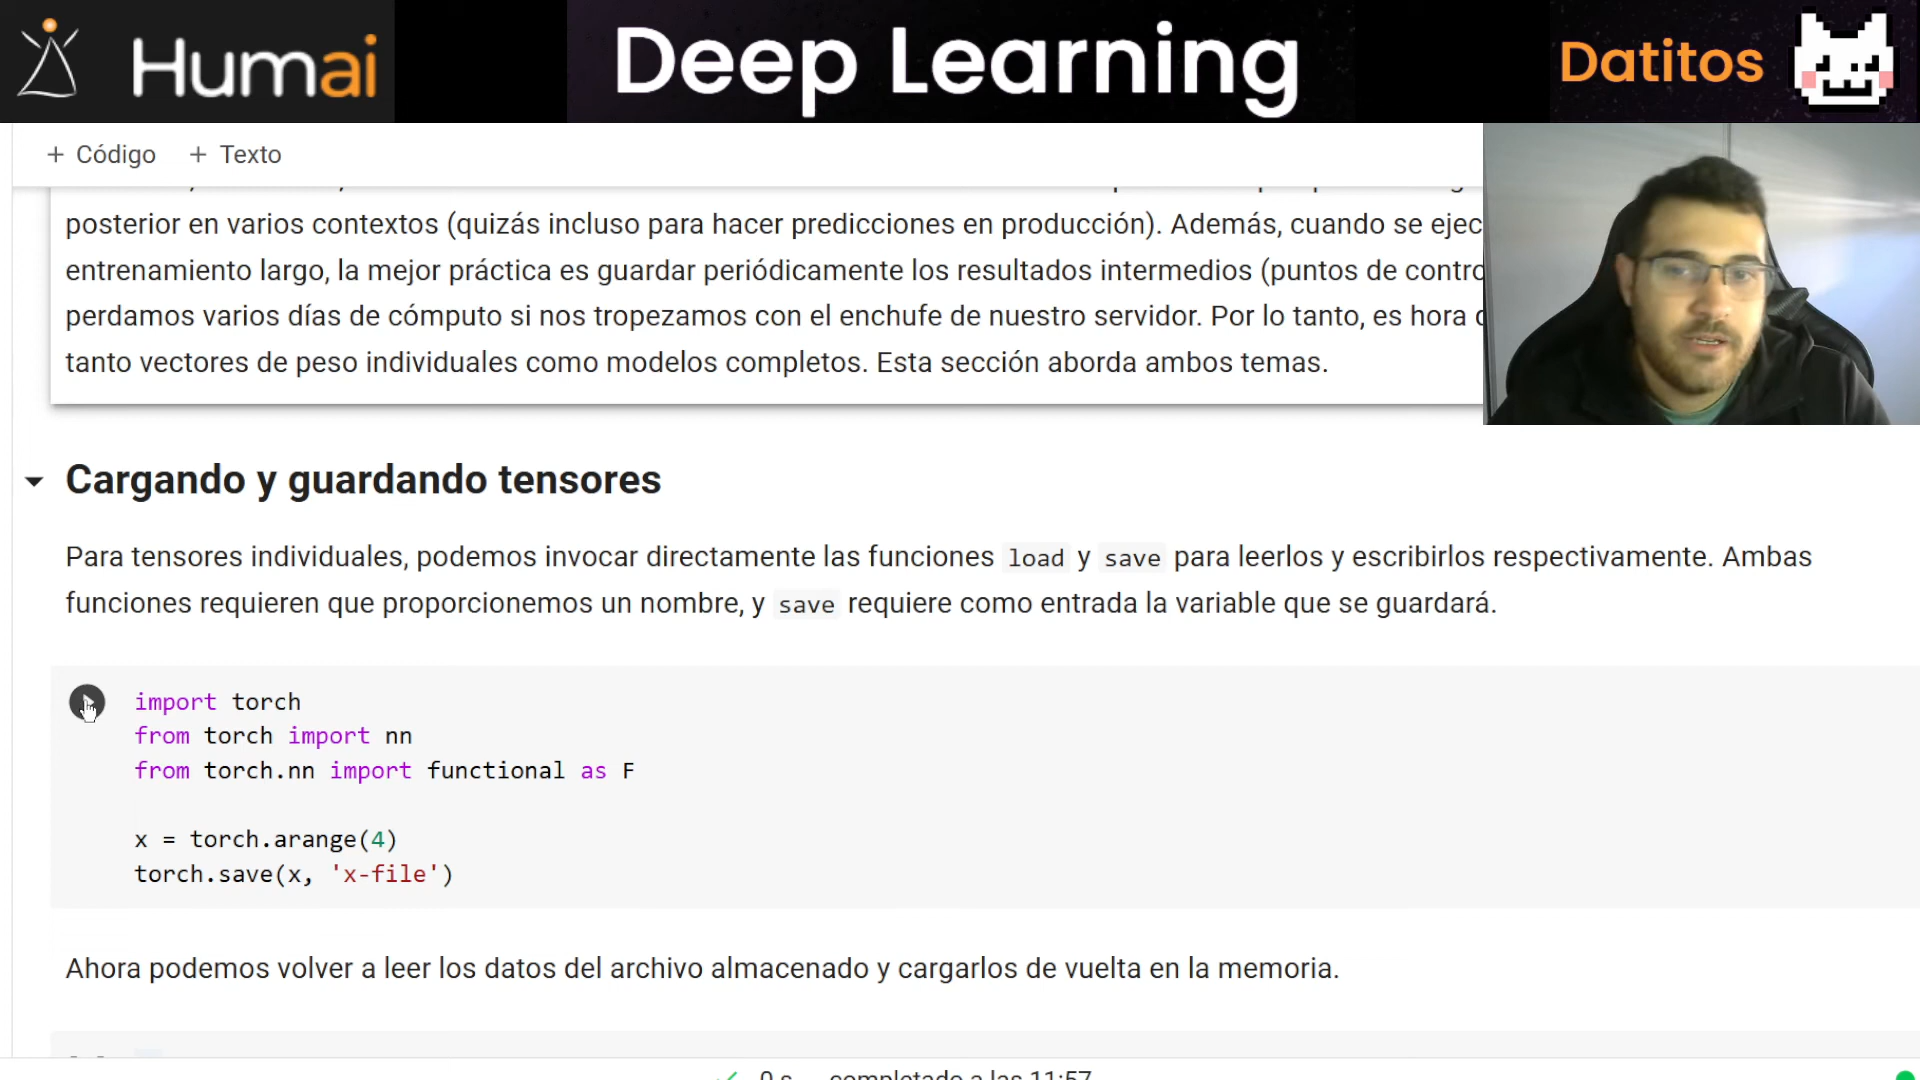 Humai
Deep Learning
Datitos
+ Código + Texto
posterior en varios contextos (quizás incluso para hacer predicciones en producción). Además, cuando se ejec
entrenamiento largo, la mejor práctica es guardar periódicamente los resultados intermedios (puntos de contro
perdamos varios días de cómputo si nos tropezamos con el enchufe de nuestro servidor. Por lo tanto, es hora
tanto vectores de peso individuales como modelos completos. Esta sección aborda ambos temas.
Cargando y guardando tensores
Para tensores individuales, podemos invocar directamente las funciones load y save para leerlos y escribirlos respectivamente. Ambas
funciones requieren que proporcionemos un nombre, y save requiere como entrada la variable que se guardará.
import torch
from torch import nn
from torch.nn import functional as F
x = torch.arange(4)
torch.save(x, 'x-file')
Ahora podemos volver a leer los datos del archivo almacenado y cargarlos de vuelta en la memoria.
0 s completado a las 11:57